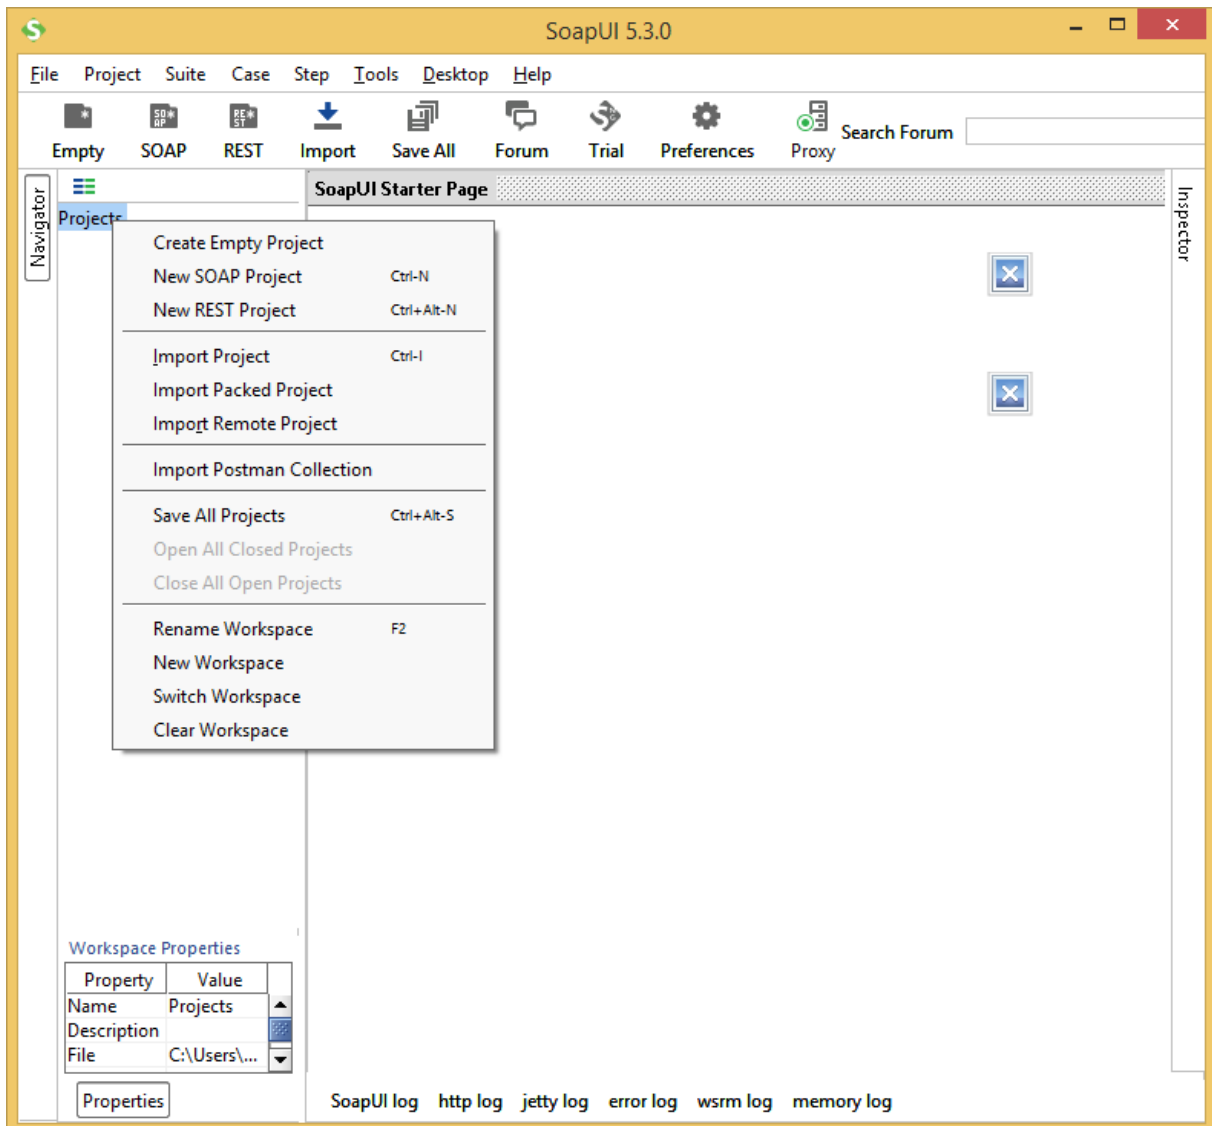 SoapUI 5.3.0
File Project Suite Case Step Tools Desktop Help
Empty SOAP REST Import Save All Forum Trial Preferences Proxy Search Forum
Navigator
SoapUI Starter Page
Inspector
Projects
Create Empty Project
New SOAP Project Ctrl-N
New REST Project Ctrl+Alt-N
Import Project Ctrl-I
Import Packed Project
Import Remote Project
Import Postman Collection
Save All Projects Ctrl+Alt-S
Open All Closed Projects
Close All Open Projects
Rename Workspace F2
New Workspace
Switch Workspace
Clear Workspace
Workspace Properties
Property Value
Name Projects
Description
File C:\Users\...
Properties
SoapUI log http log jetty log error log wsrm log memory log